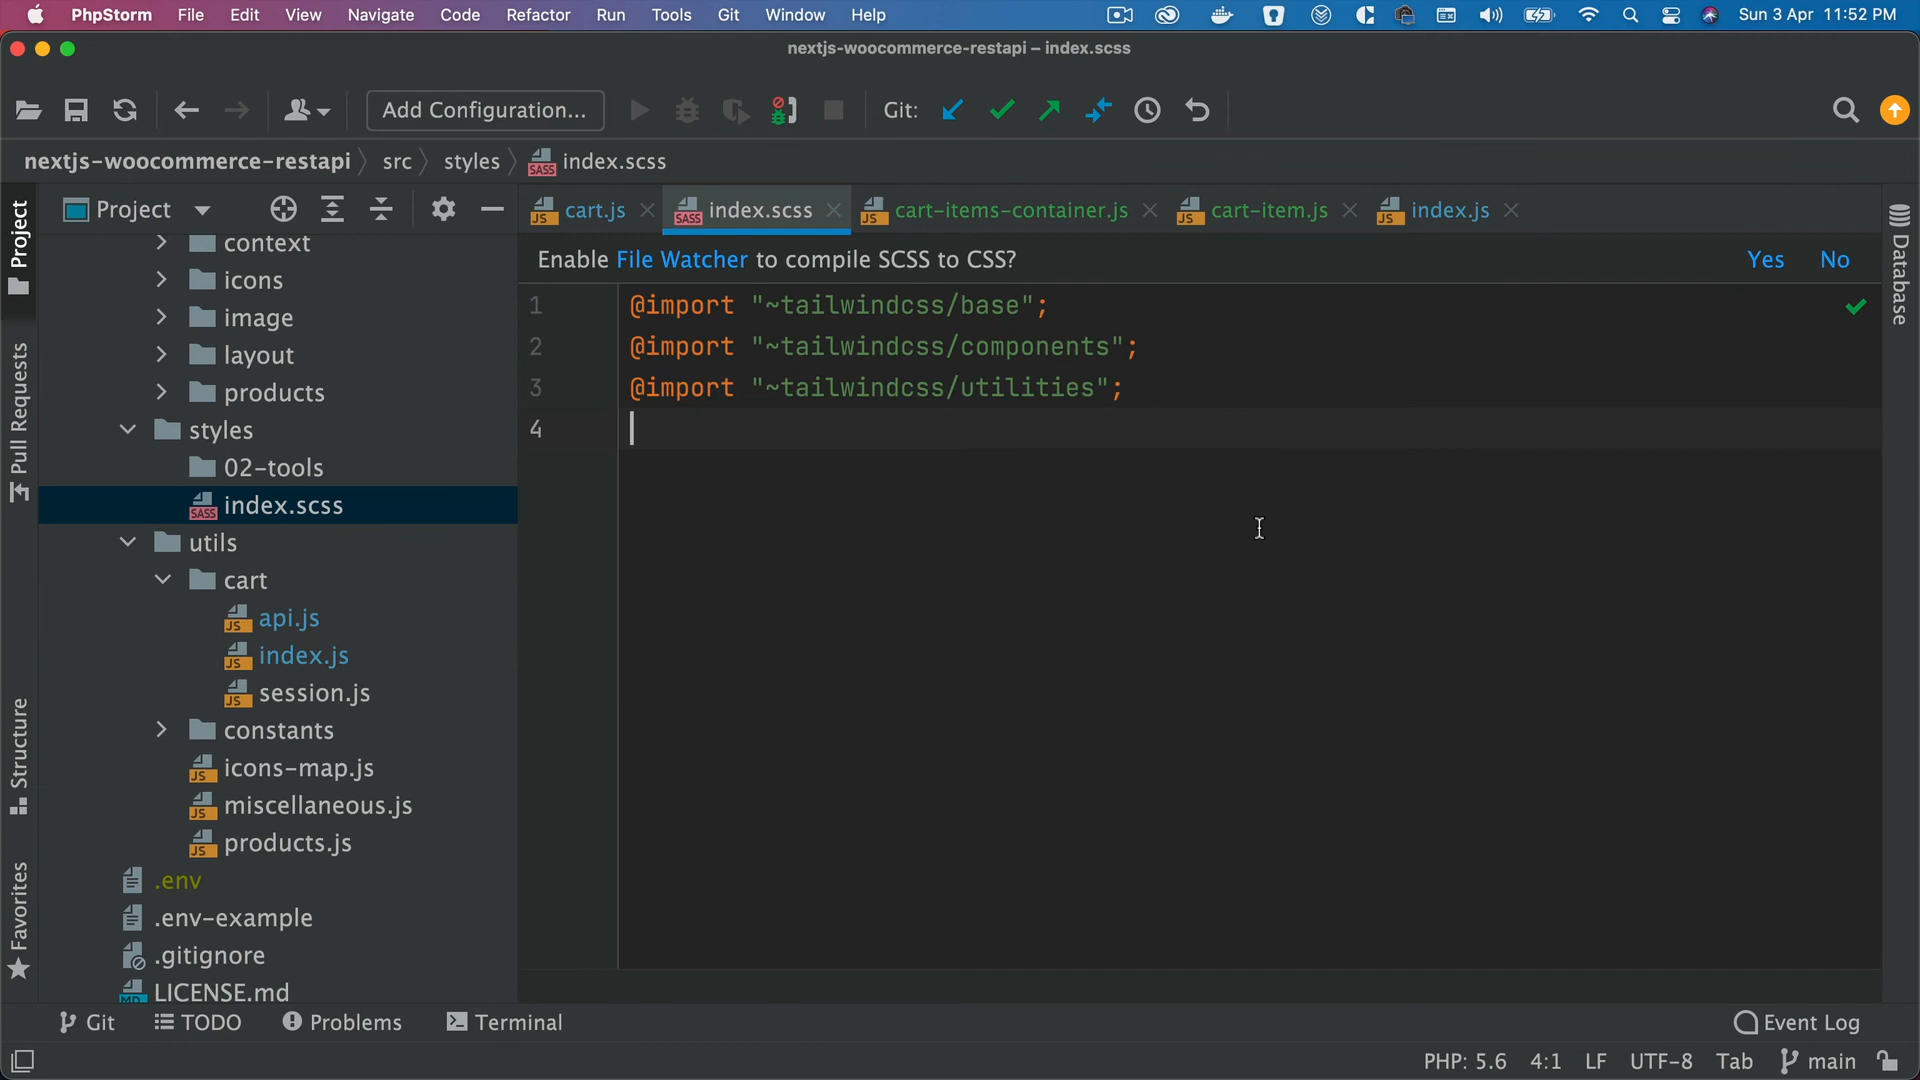 PhpStorm File Edit View Navigate Code Refactor Run Tools Git Window Help Sun 3 Apr 11:52 PM
nextjs-woocommerce-restapi – index.scss
Add Configuration... Git:
nextjs-woocommerce-restapi src styles index.scss
Project
cart.js index.scss cart-items-container.js cart-item.js index.js
Enable File Watcher to compile SCSS to CSS? Yes No
1 @import "~tailwindcss/base";
2 @import "~tailwindcss/components";
3 @import "~tailwindcss/utilities";
4
context
icons
image
layout
products
styles
02-tools
index.scss
utils
cart
api.js
index.js
session.js
constants
icons-map.js
miscellaneous.js
products.js
.env
.env-example
.gitignore
LICENSE.md
Project
Pull Requests
Structure
Favorites
Database
Git TODO Problems Terminal Event Log
PHP: 5.6 4:1 LF UTF-8 Tab main